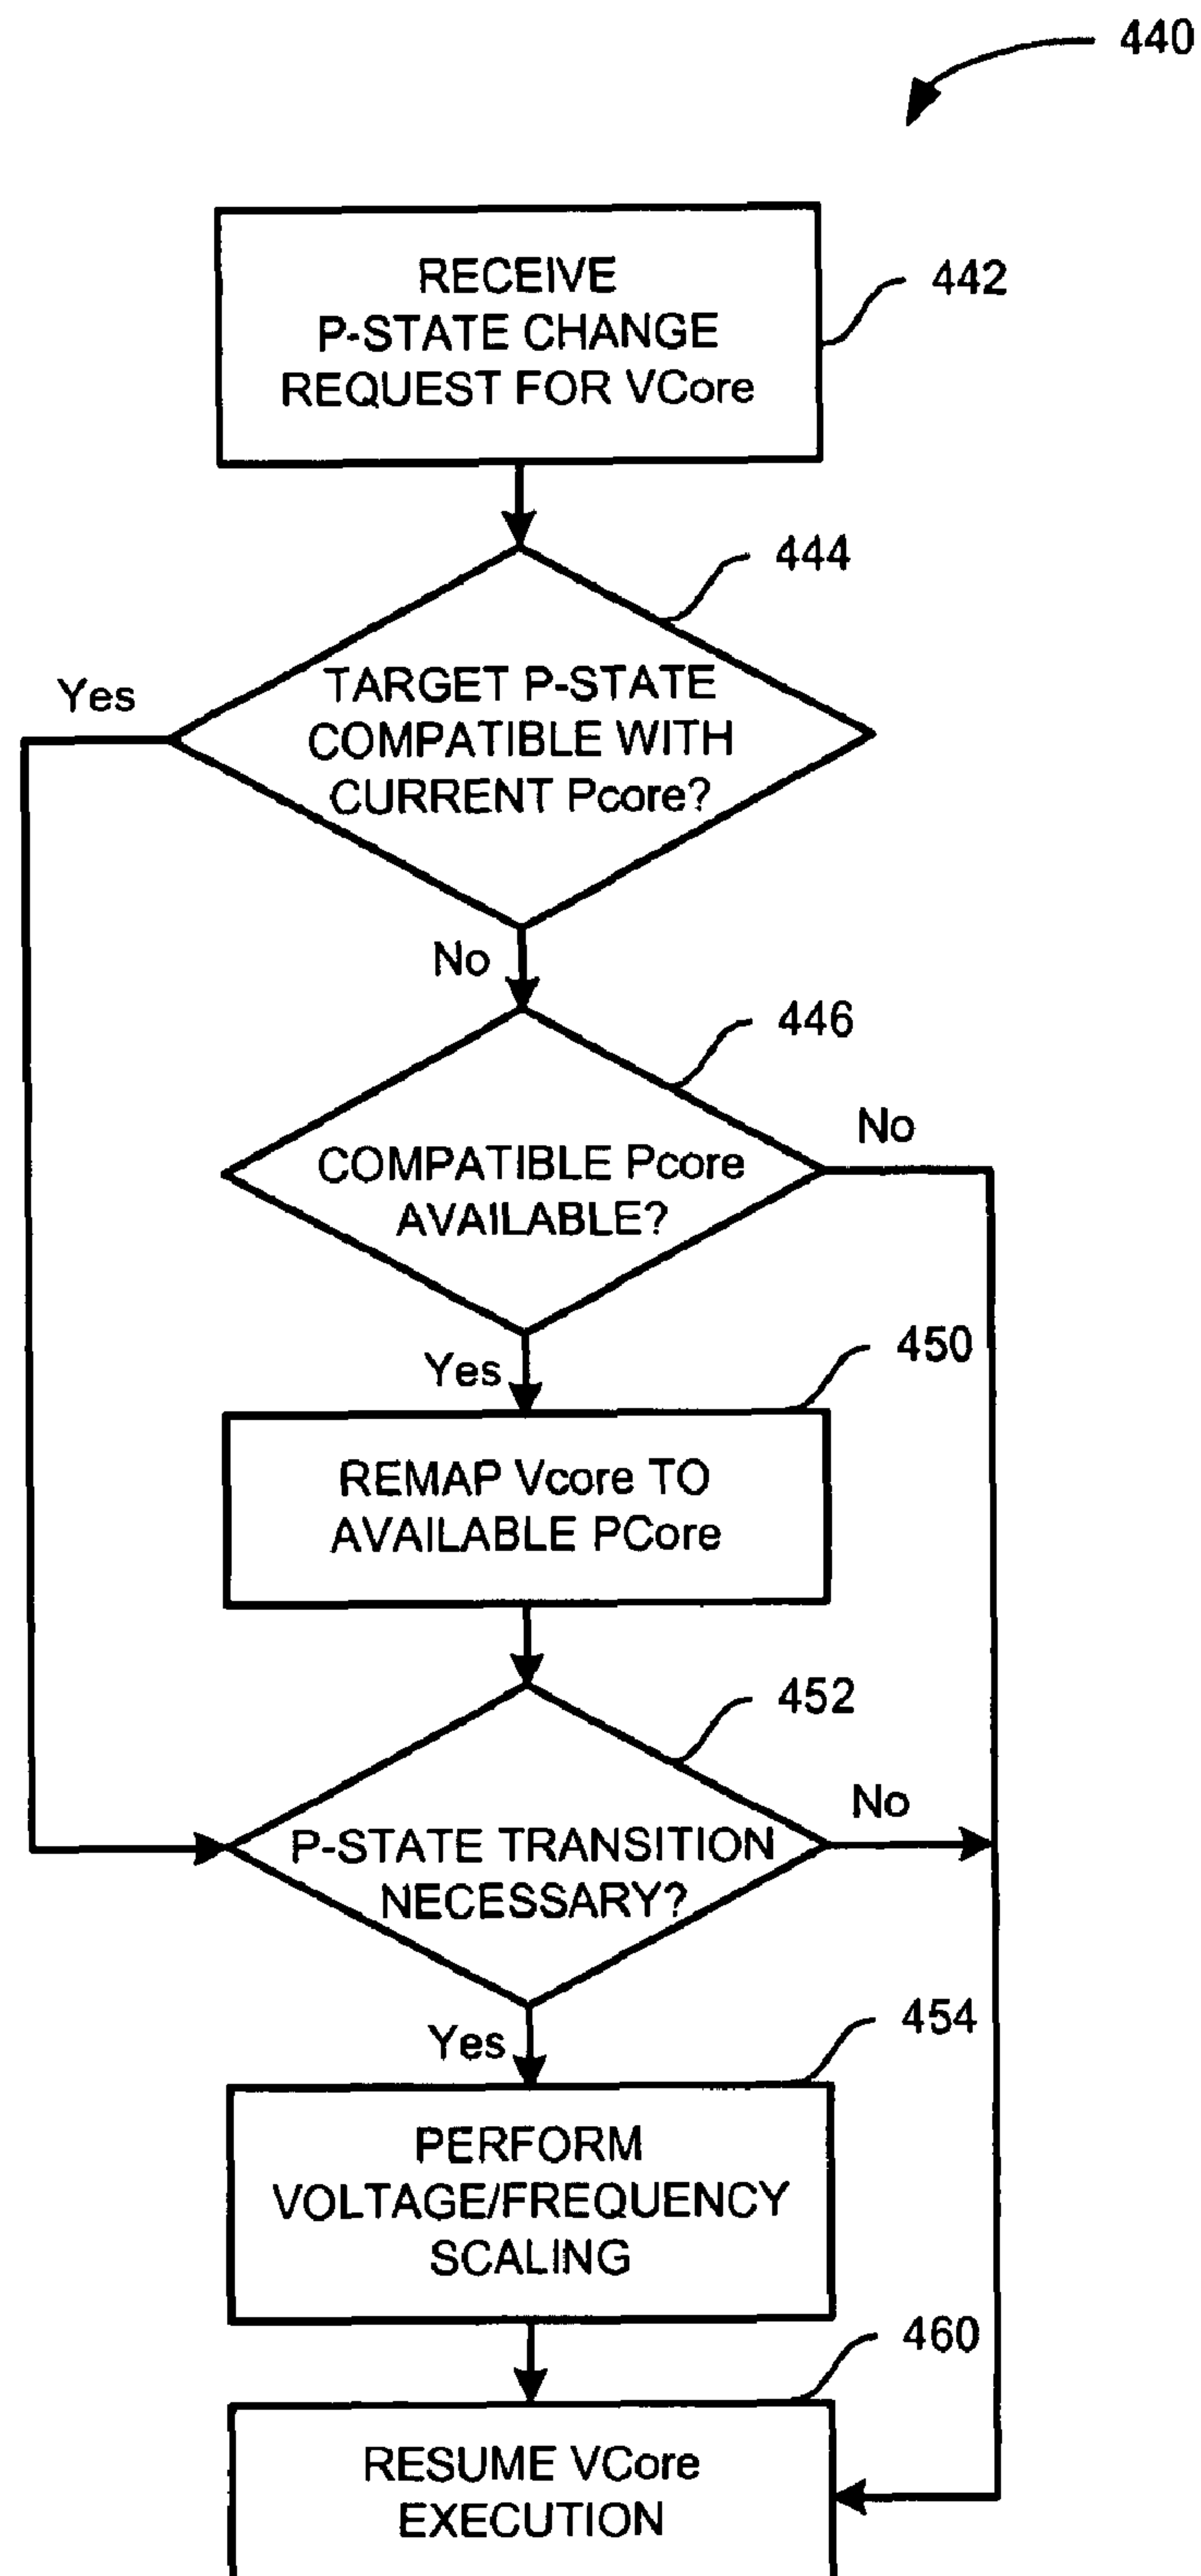 440
RECEIVE
P-STATE CHANGE
REQUEST FOR VCore
442
444
TARGET P-STATE
COMPATIBLE WITH
CURRENT Pcore?
Yes
No
446
COMPATIBLE Pcore
AVAILABLE?
No
Yes
450
REMAP Vcore TO
AVAILABLE PCore
452
P-STATE TRANSITION
NECESSARY?
No
Yes
454
PERFORM
VOLTAGE/FREQUENCY
SCALING
460
RESUME VCore
EXECUTION